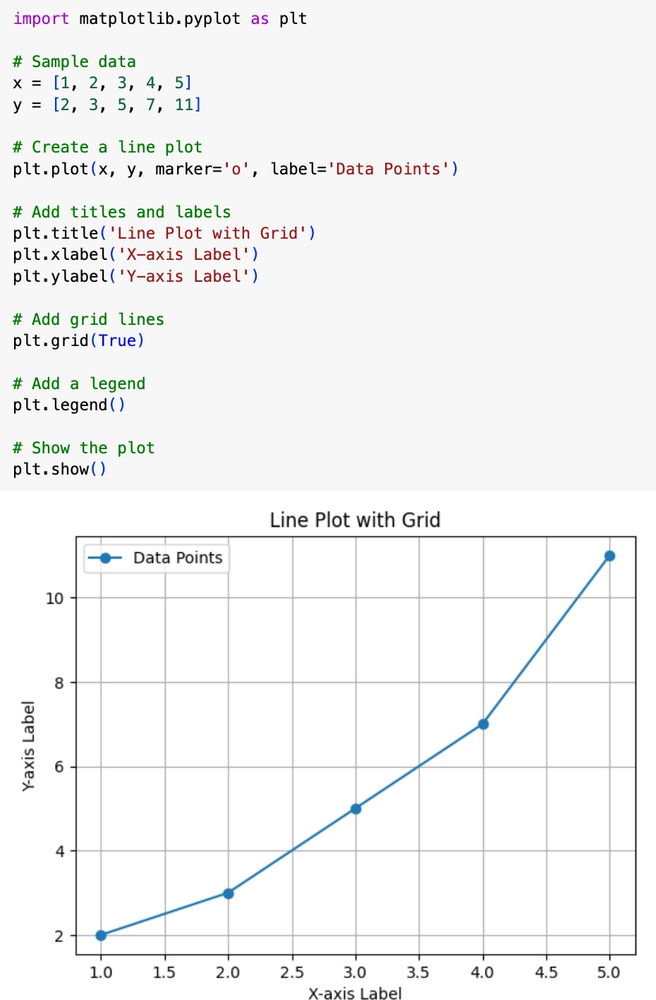 import matplotlib.pyplot as plt
# Sample data
x = [1, 2, 3, 4, 5]
y = [2, 3, 5, 7, 11]
# Create a line plot
plt.plot(x, y, marker='o', label='Data Points')
# Add titles and labels
plt.title('Line Plot with Grid')
plt.xlabel('X-axis Label')
plt.ylabel('Y-axis Label')
# Add grid lines
plt.grid(True)
# Add a legend
plt.legend()
# Show the plot
plt.show()
Line Plot with Grid
Data Points
10
8
6
4
2
Y-axis Label
1.0 1.5 2.0 2.5 3.0 3.5 4.0 4.5 5.0
X-axis Label